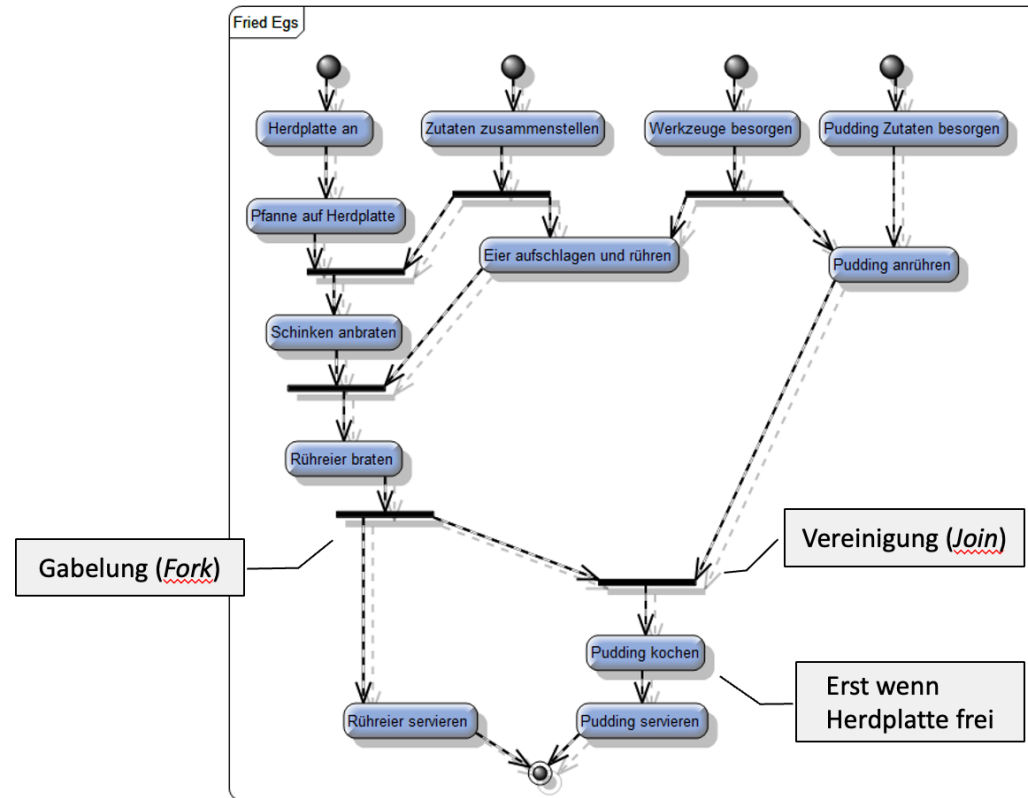 Fried Egs
Herdplatte an
Zutaten zusammenstellen
Werkzeuge besorgen
Pudding Zutaten besorgen
Pfanne auf Herdplatte
Eier aufschlagen und rühren
Pudding anrühren
Schinken anbraten
Rühreier braten
Gabelung (Fork)
Vereinigung (Join)
Pudding kochen
Erst wenn
Herdplatte frei
Rühreier servieren
Pudding servieren